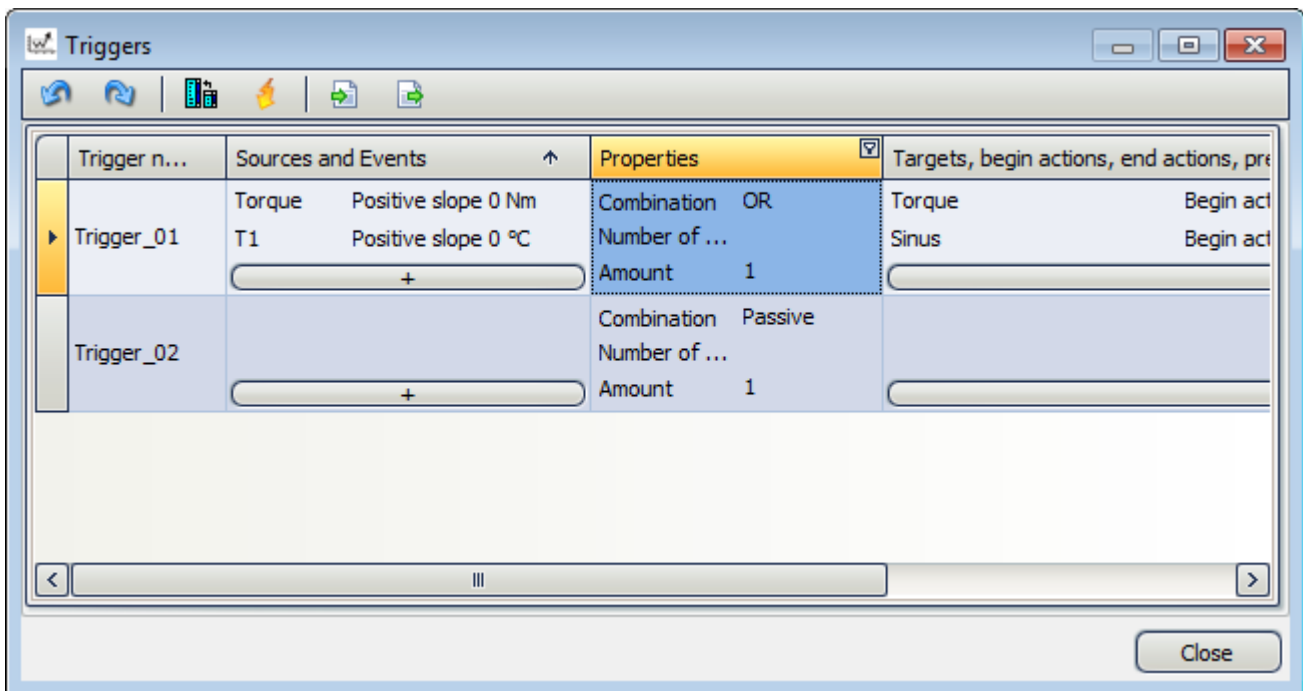 Triggers
Trigger n... Sources and Events Properties Targets, begin actions, end actions, pre
Trigger_01 Torque Positive slope 0 Nm Combination OR Torque Begin act
T1 Positive slope 0 ºC Number of ... Sinus Begin act
+ Amount 1
Trigger_02 Combination Passive
Number of ...
+ Amount 1
Close